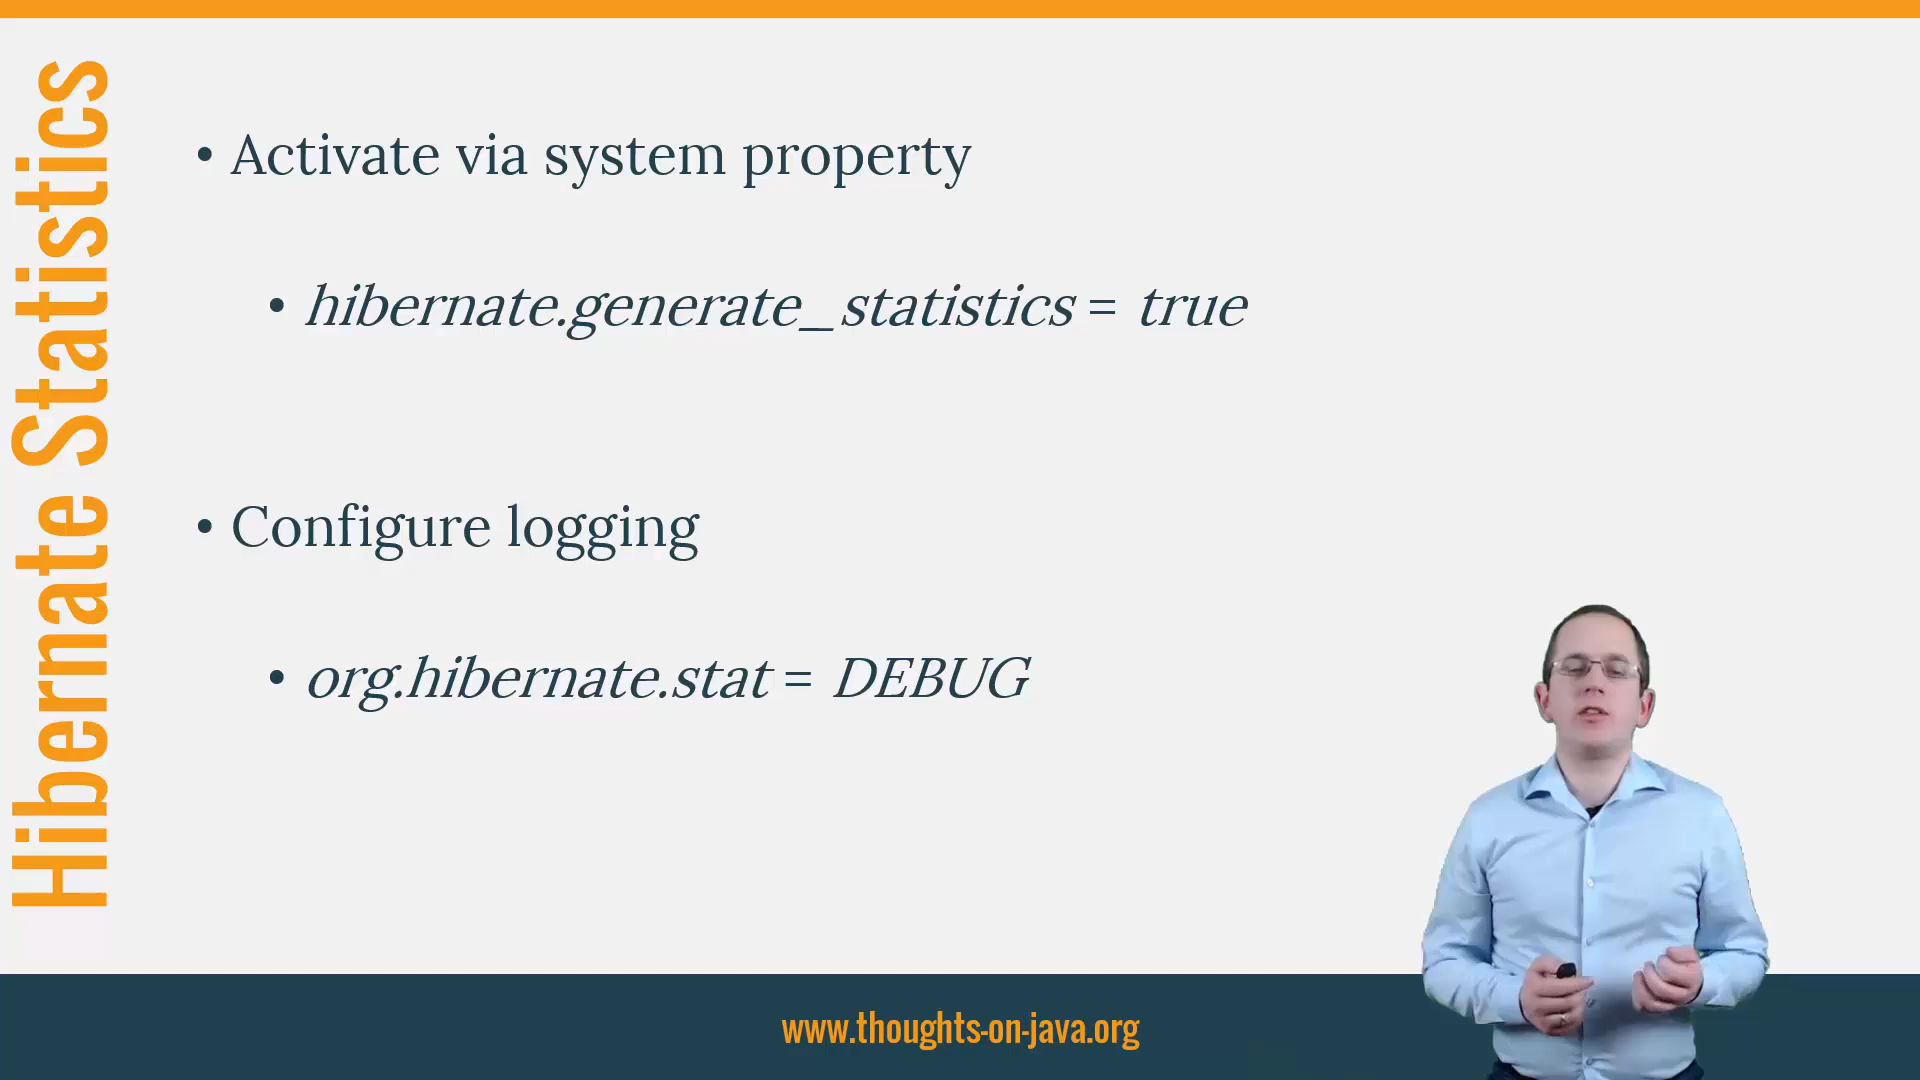 Hibernate Statistics
• Activate via system property
• hibernate.generate_statistics = true
• Configure logging
• org.hibernate.stat = DEBUG
www.thoughts-on-java.org